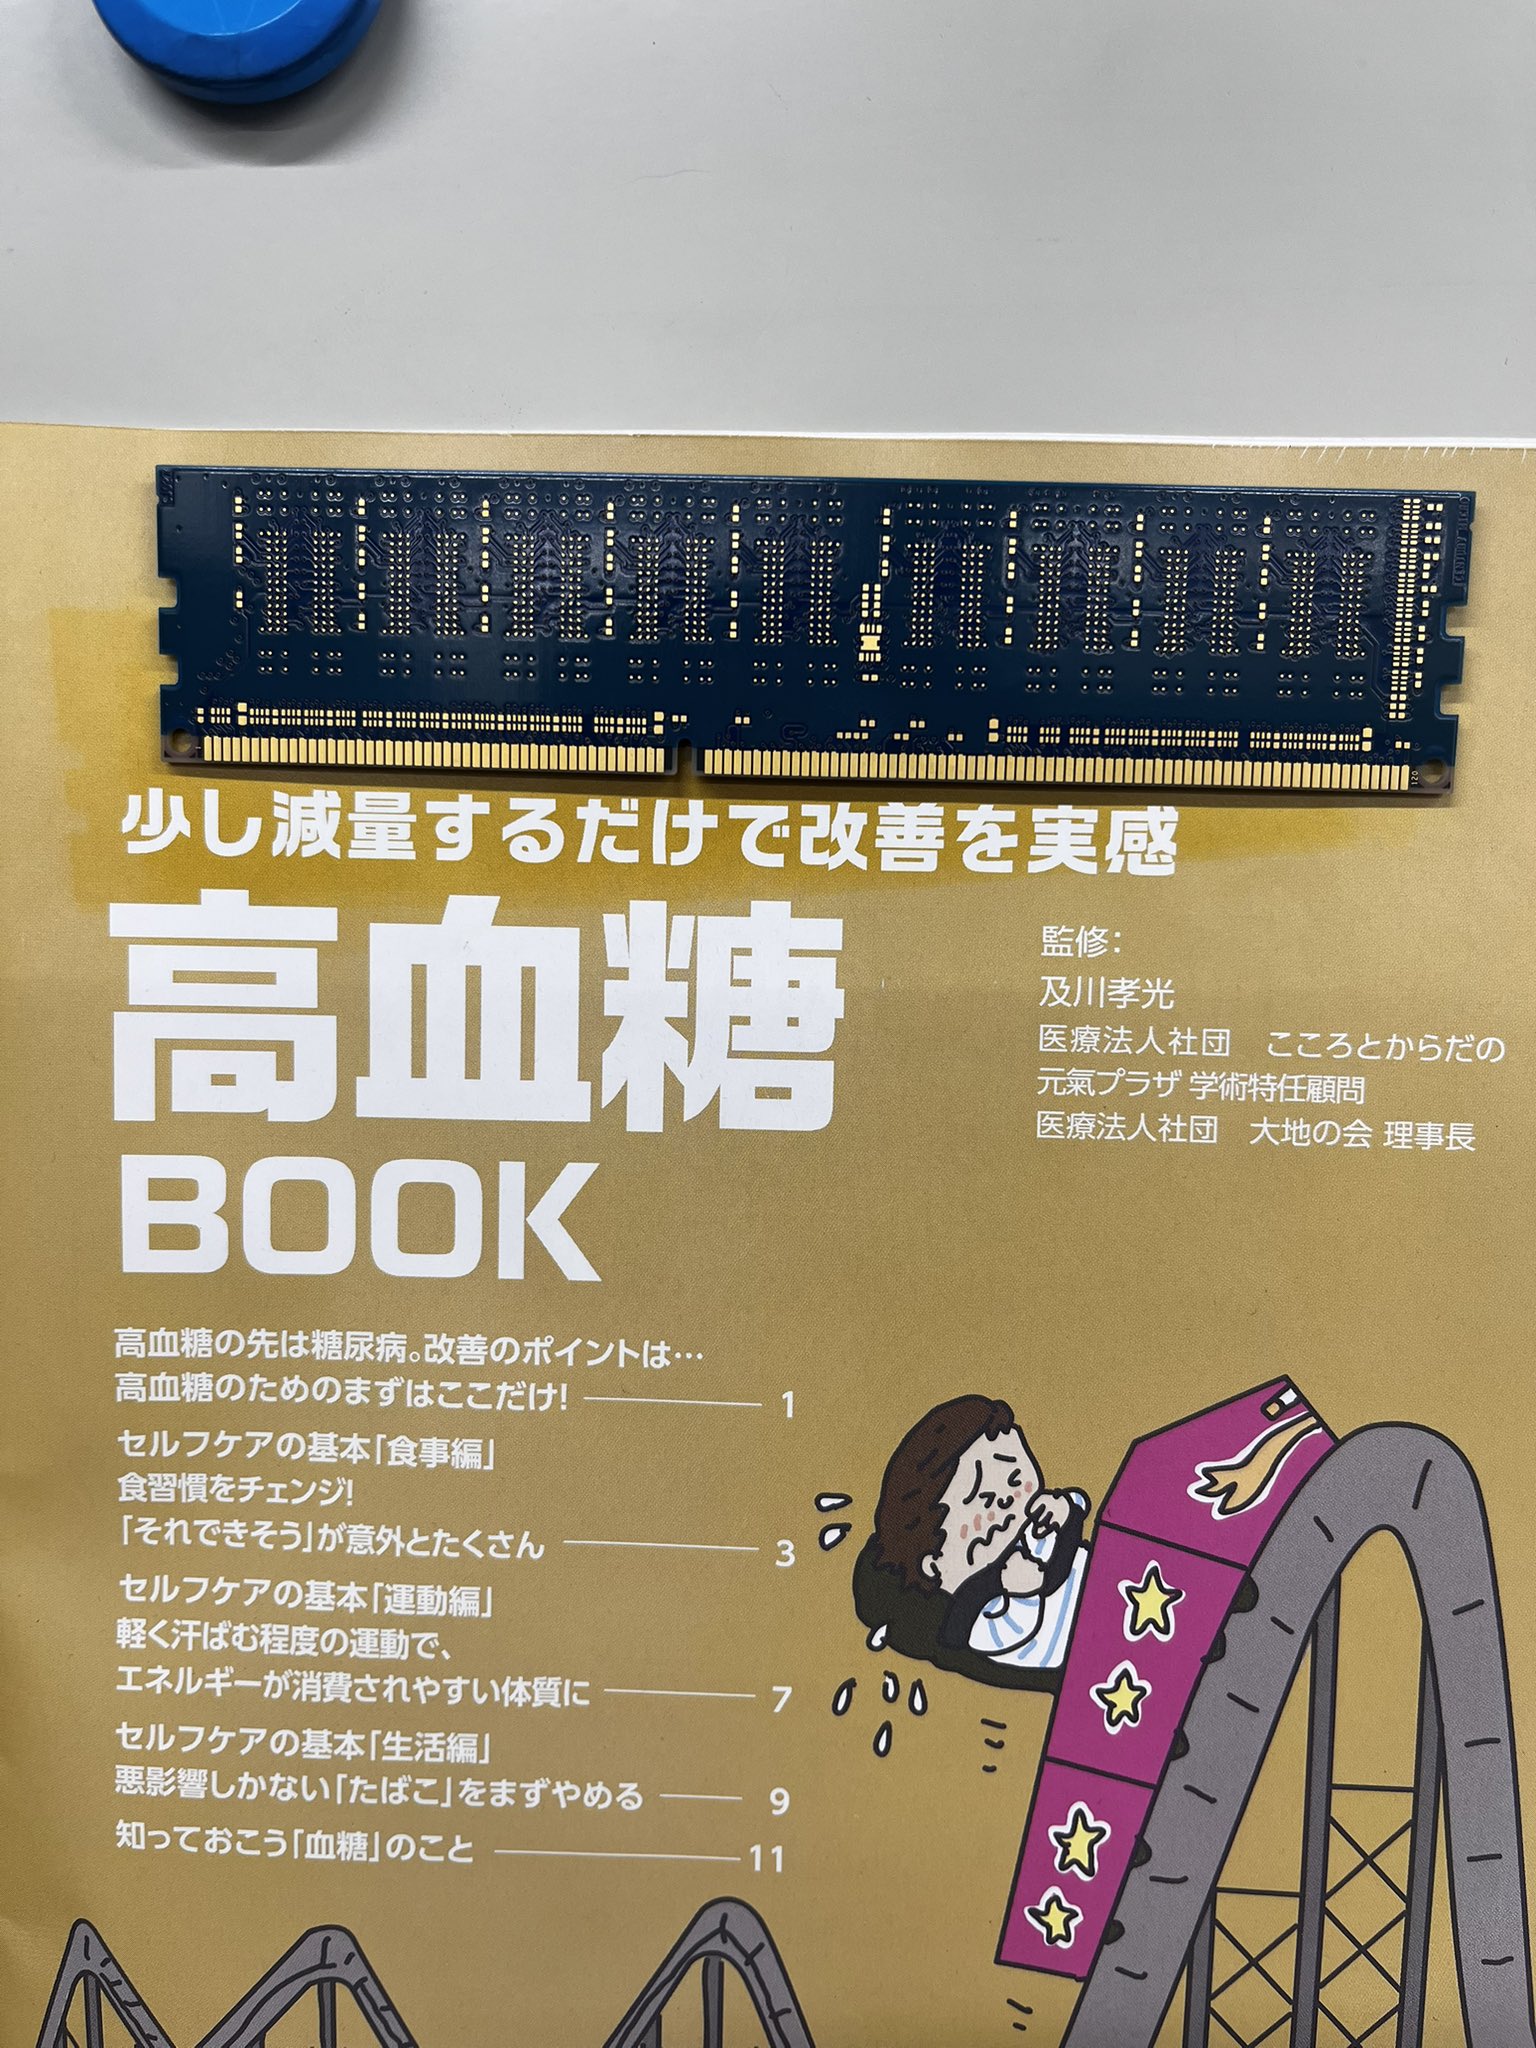 120
少し減量するだけで改善を実感
高血糖
BOOK
監修：
及川孝光
医療法人社団　こころとからだの
元氣プラザ 学術特任顧問
医療法人社団　大地の会 理事長
高血糖の先は糖尿病。改善のポイントは…
高血糖のためのまずはここだけ！ 1
セルフケアの基本「食事編」
食習慣をチェンジ！
「それできそう」が意外とたくさん 3
セルフケアの基本「運動編」
軽く汗ばむ程度の運動で、
エネルギーが消費されやすい体質に 7
セルフケアの基本「生活編」
悪影響しかない「たばこ」をまずやめる 9
知っておこう「血糖」のこと 11